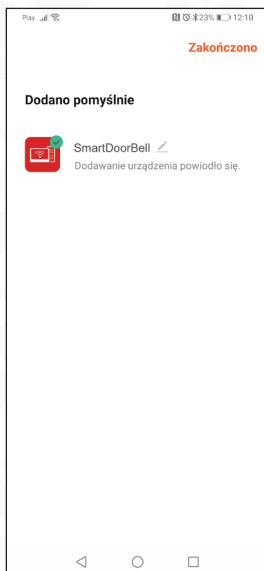 Play 23% 12:10
Zakończono
Dodano pomyślnie
SmartDoorBell
Dodawanie urządzenia powiodło się.